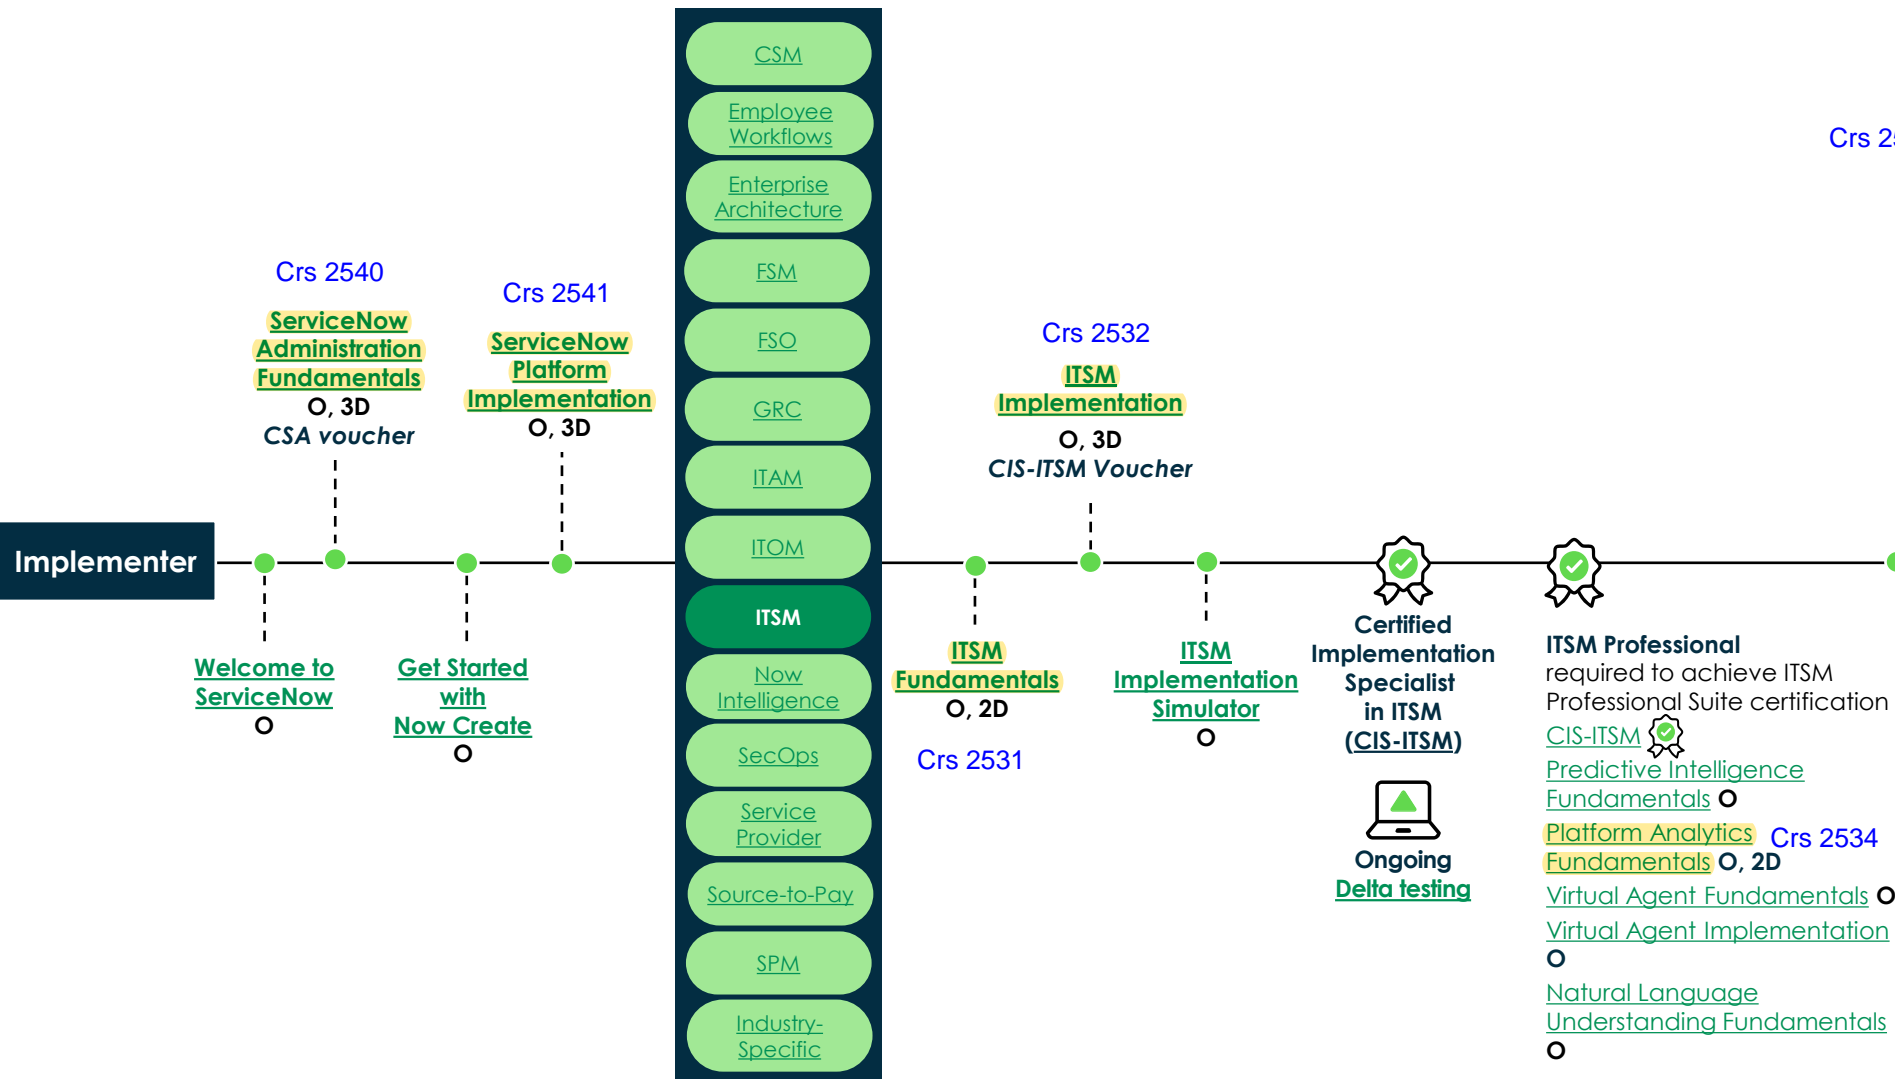 Implementer
Welcome to
ServiceNow
O
Crs 2540
ServiceNow
Administration
Fundamentals
O, 3D
CSA voucher
Get Started
with
Now Create
O
Crs 2541
ServiceNow
Platform
Implementation
O, 3D
CSM
Employee
Workflows
Enterprise
Architecture
FSM
FSO
GRC
ITAM
ITOM
ITSM
Now
Intelligence
SecOps
Service
Provider
Source-to-Pay
SPM
Industry-
Specific
ITSM
Fundamentals
O, 2D
Crs 2531
Crs 2532
ITSM
Implementation
O, 3D
CIS-ITSM Voucher
ITSM
Implementation
Simulator
O
Certified
Implementation
Specialist
in ITSM
(CIS-ITSM)
Ongoing
Delta testing
ITSM Professional
required to achieve ITSM
Professional Suite certification
CIS-ITSM
Predictive Intelligence
Fundamentals O
Platform Analytics Crs 2534
Fundamentals O, 2D
Virtual Agent Fundamentals O
Virtual Agent Implementation
O
Natural Language
Understanding Fundamentals
O
Crs